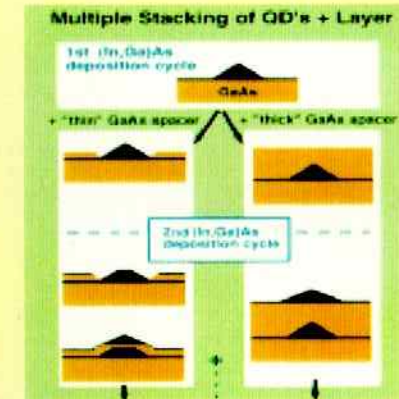 Multiple Stacking of QD's + Layer
1st (In,Ga)As
deposition cycle
GaAs
+ "thin" GaAs spacer
+ "thick" GaAs spacer
2nd (In,Ga)As
deposition cycle